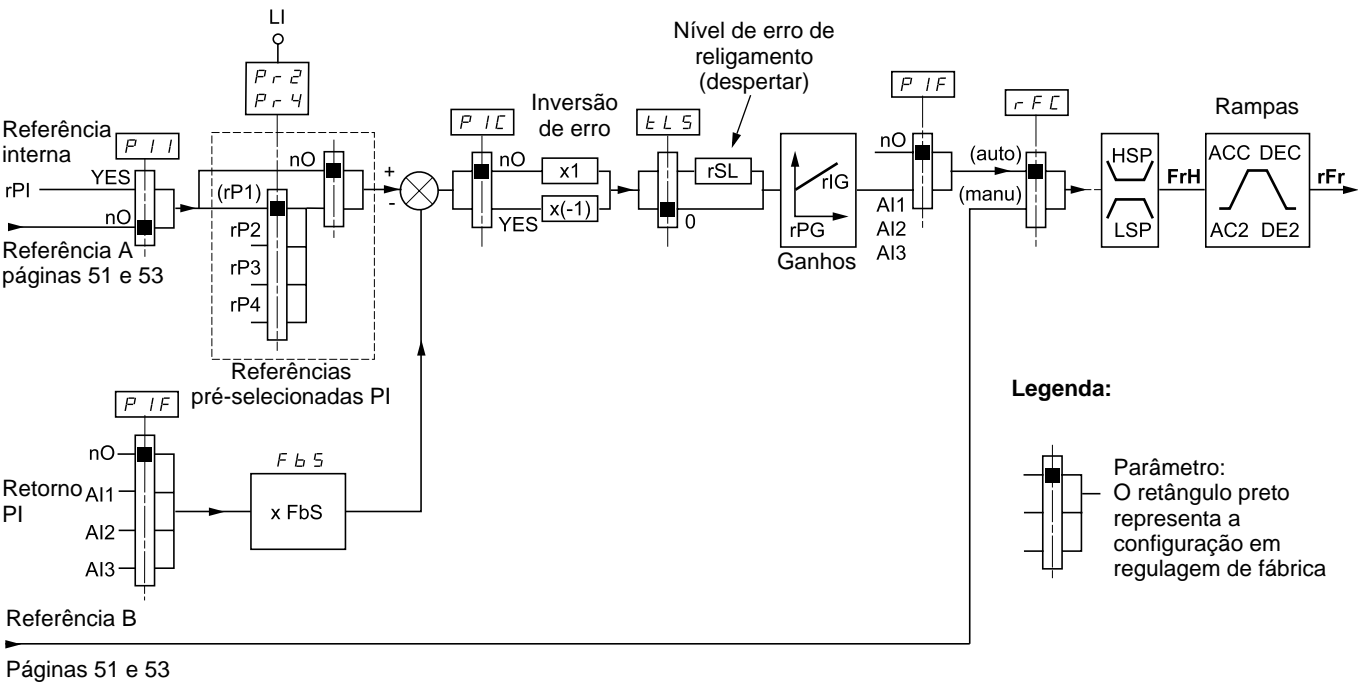 LI
Pr2
Pr4
Nível de erro de
religamento
(despertar)
Referência
interna
PII
rPI
YES
nO
Referência A
páginas 51 e 53
nO
(rP1)
rP2
rP3
rP4
Referências
pré-selecionadas PI
+
-
PIC
Inversão
de erro
nO
x1
YES
x(-1)
tLS
rSL
0
rIG
rPG
Ganhos
PIF
nO
AI1
AI2
AI3
rFC
(auto)
(manu)
HSP
LSP
FrH
Rampas
ACC DEC
AC2 DE2
rFr
PIF
nO
Retorno
PI
AI1
AI2
AI3
FbS
x FbS
Legenda:
Parâmetro:
O retângulo preto
representa a
configuração em
regulagem de fábrica
Referência B
Páginas 51 e 53